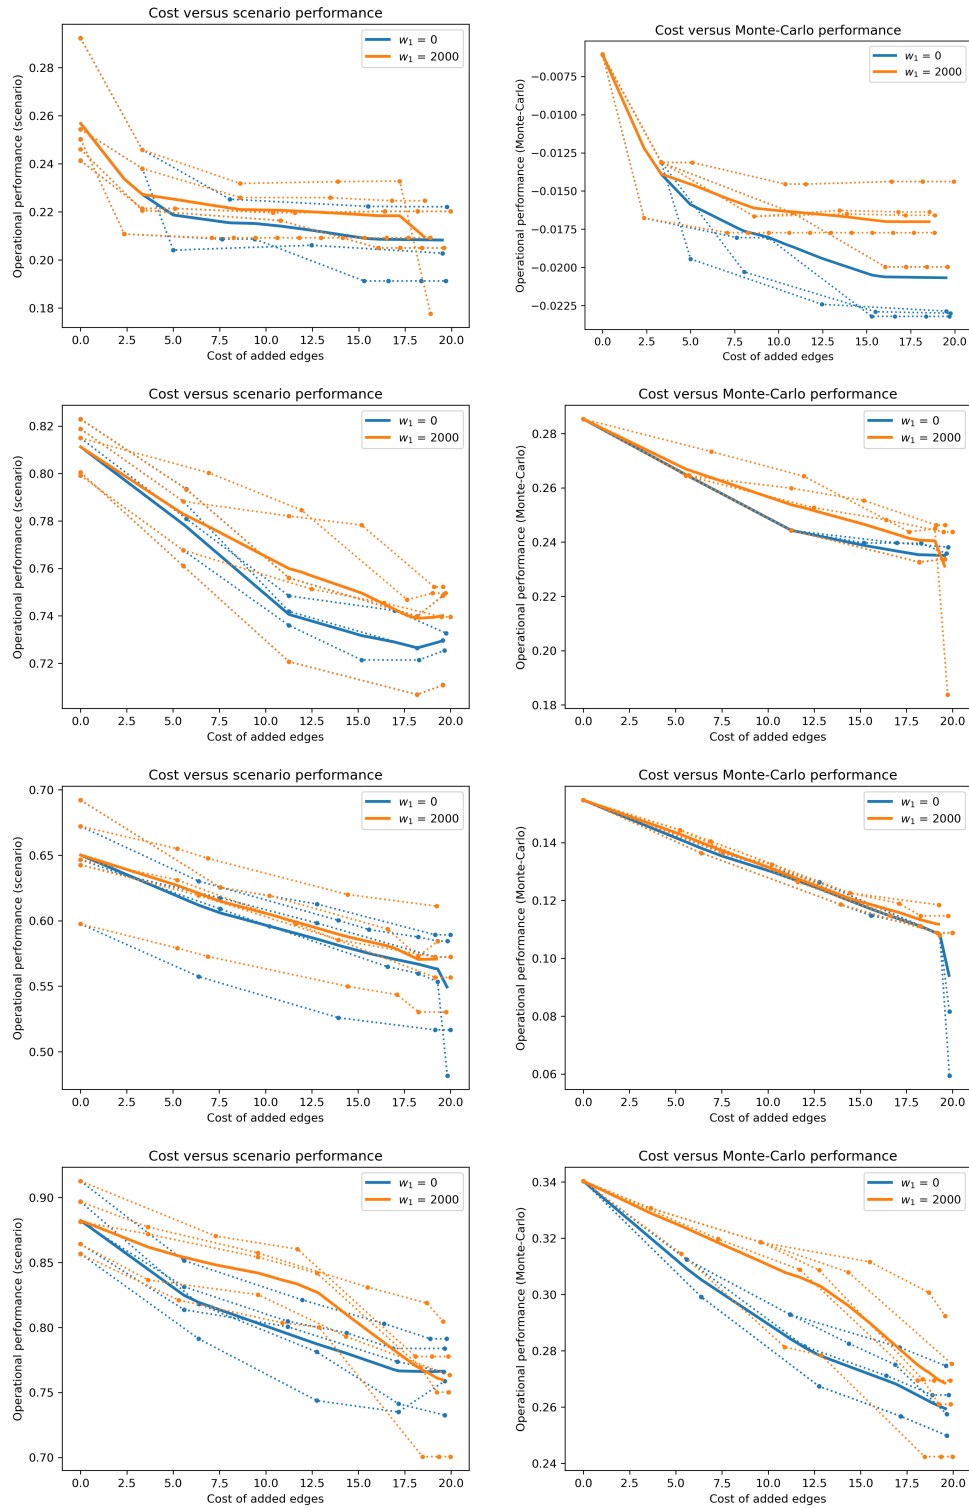 Cost versus scenario performance
Operational performance (scenario)
0.28
0.26
0.24
0.22
0.20
0.18
w₁ = 0
w₁ = 2000
0.0 2.5 5.0 7.5 10.0 12.5 15.0 17.5 20.0
Cost of added edges
Cost versus Monte-Carlo performance
Operational performance (Monte-Carlo)
−0.0075
−0.0100
−0.0125
−0.0150
−0.0175
−0.0200
−0.0225
w₁ = 0
w₁ = 2000
0.0 2.5 5.0 7.5 10.0 12.5 15.0 17.5 20.0
Cost of added edges
Cost versus scenario performance
Operational performance (scenario)
0.82
0.80
0.78
0.76
0.74
0.72
w₁ = 0
w₁ = 2000
0.0 2.5 5.0 7.5 10.0 12.5 15.0 17.5 20.0
Cost of added edges
Cost versus Monte-Carlo performance
Operational performance (Monte-Carlo)
0.28
0.26
0.24
0.22
0.20
0.18
w₁ = 0
w₁ = 2000
0.0 2.5 5.0 7.5 10.0 12.5 15.0 17.5 20.0
Cost of added edges
Cost versus scenario performance
Operational performance (scenario)
0.70
0.65
0.60
0.55
0.50
w₁ = 0
w₁ = 2000
0.0 2.5 5.0 7.5 10.0 12.5 15.0 17.5 20.0
Cost of added edges
Cost versus Monte-Carlo performance
Operational performance (Monte-Carlo)
0.14
0.12
0.10
0.08
0.06
w₁ = 0
w₁ = 2000
0.0 2.5 5.0 7.5 10.0 12.5 15.0 17.5 20.0
Cost of added edges
Cost versus scenario performance
Operational performance (scenario)
0.90
0.85
0.80
0.75
0.70
w₁ = 0
w₁ = 2000
0.0 2.5 5.0 7.5 10.0 12.5 15.0 17.5 20.0
Cost of added edges
Cost versus Monte-Carlo performance
Operational performance (Monte-Carlo)
0.34
0.32
0.30
0.28
0.26
0.24
w₁ = 0
w₁ = 2000
0.0 2.5 5.0 7.5 10.0 12.5 15.0 17.5 20.0
Cost of added edges